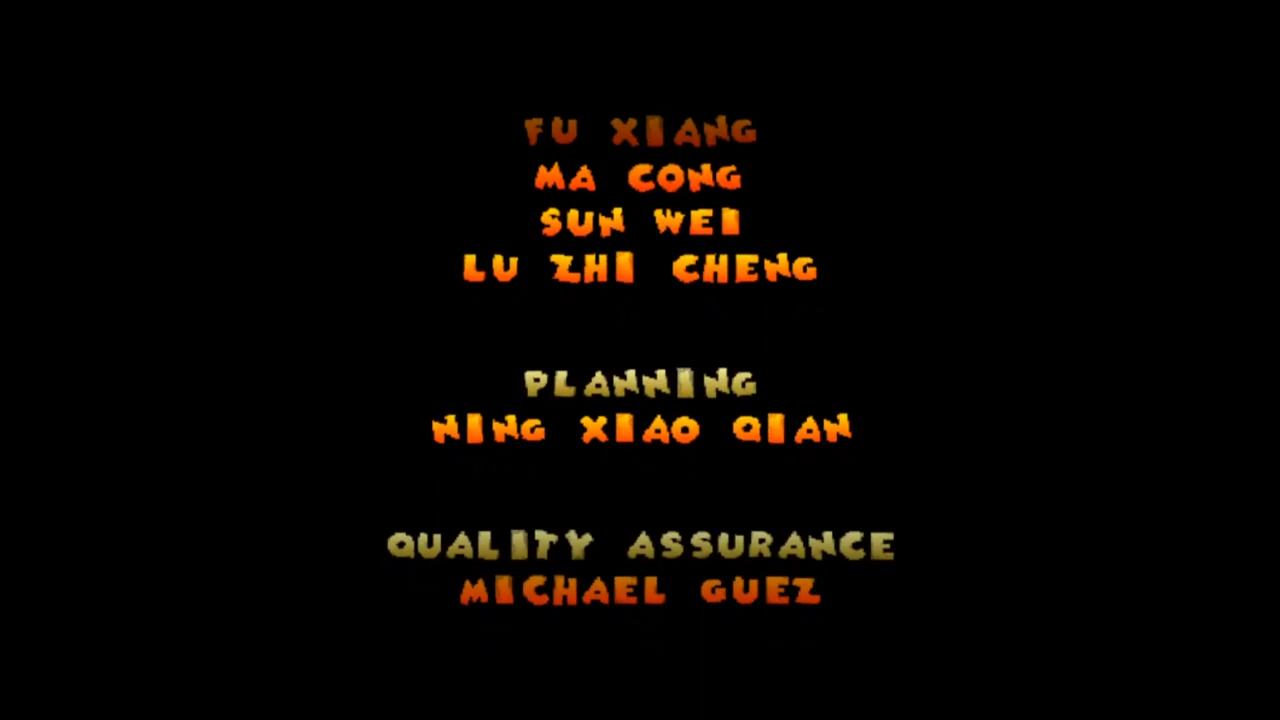 FU XIANG
MA CONG
SUN WEI
LU ZHI CHENG
PLANNING
NING XIAO QIAN
QUALITY ASSURANCE
MICHAEL GUEZ